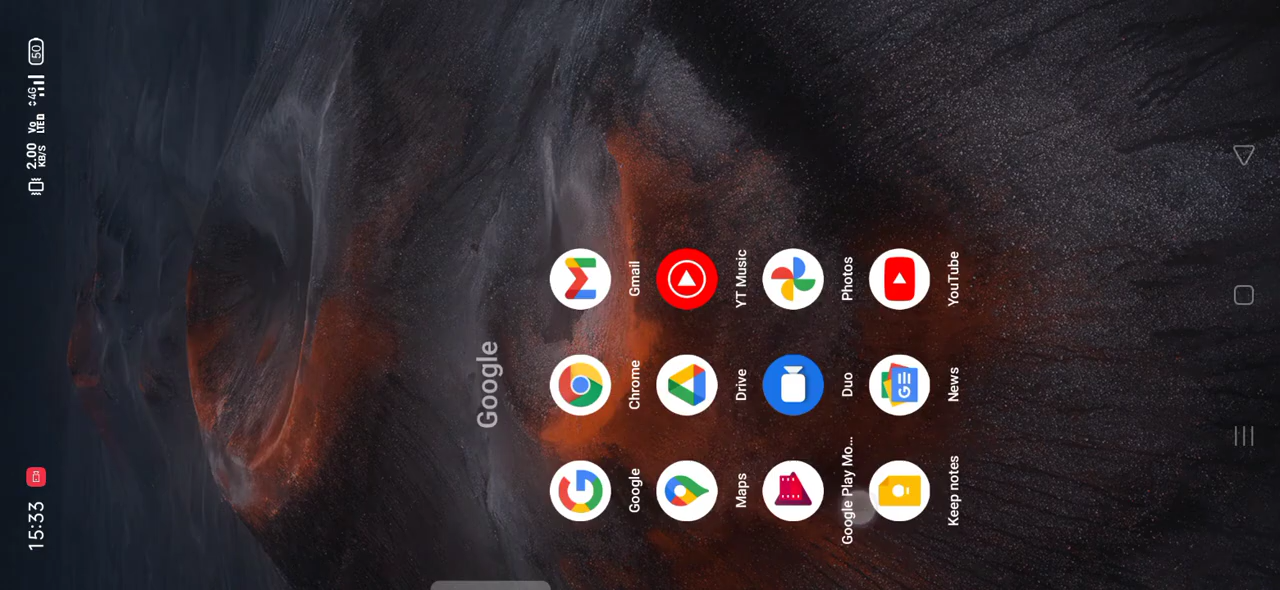 15:33
2.00 KB/S Vo LTED 4G 50
Google
Google Chrome Gmail
Maps Drive YT Music
Google Play Mo... Duo Photos
Keep notes News YouTube